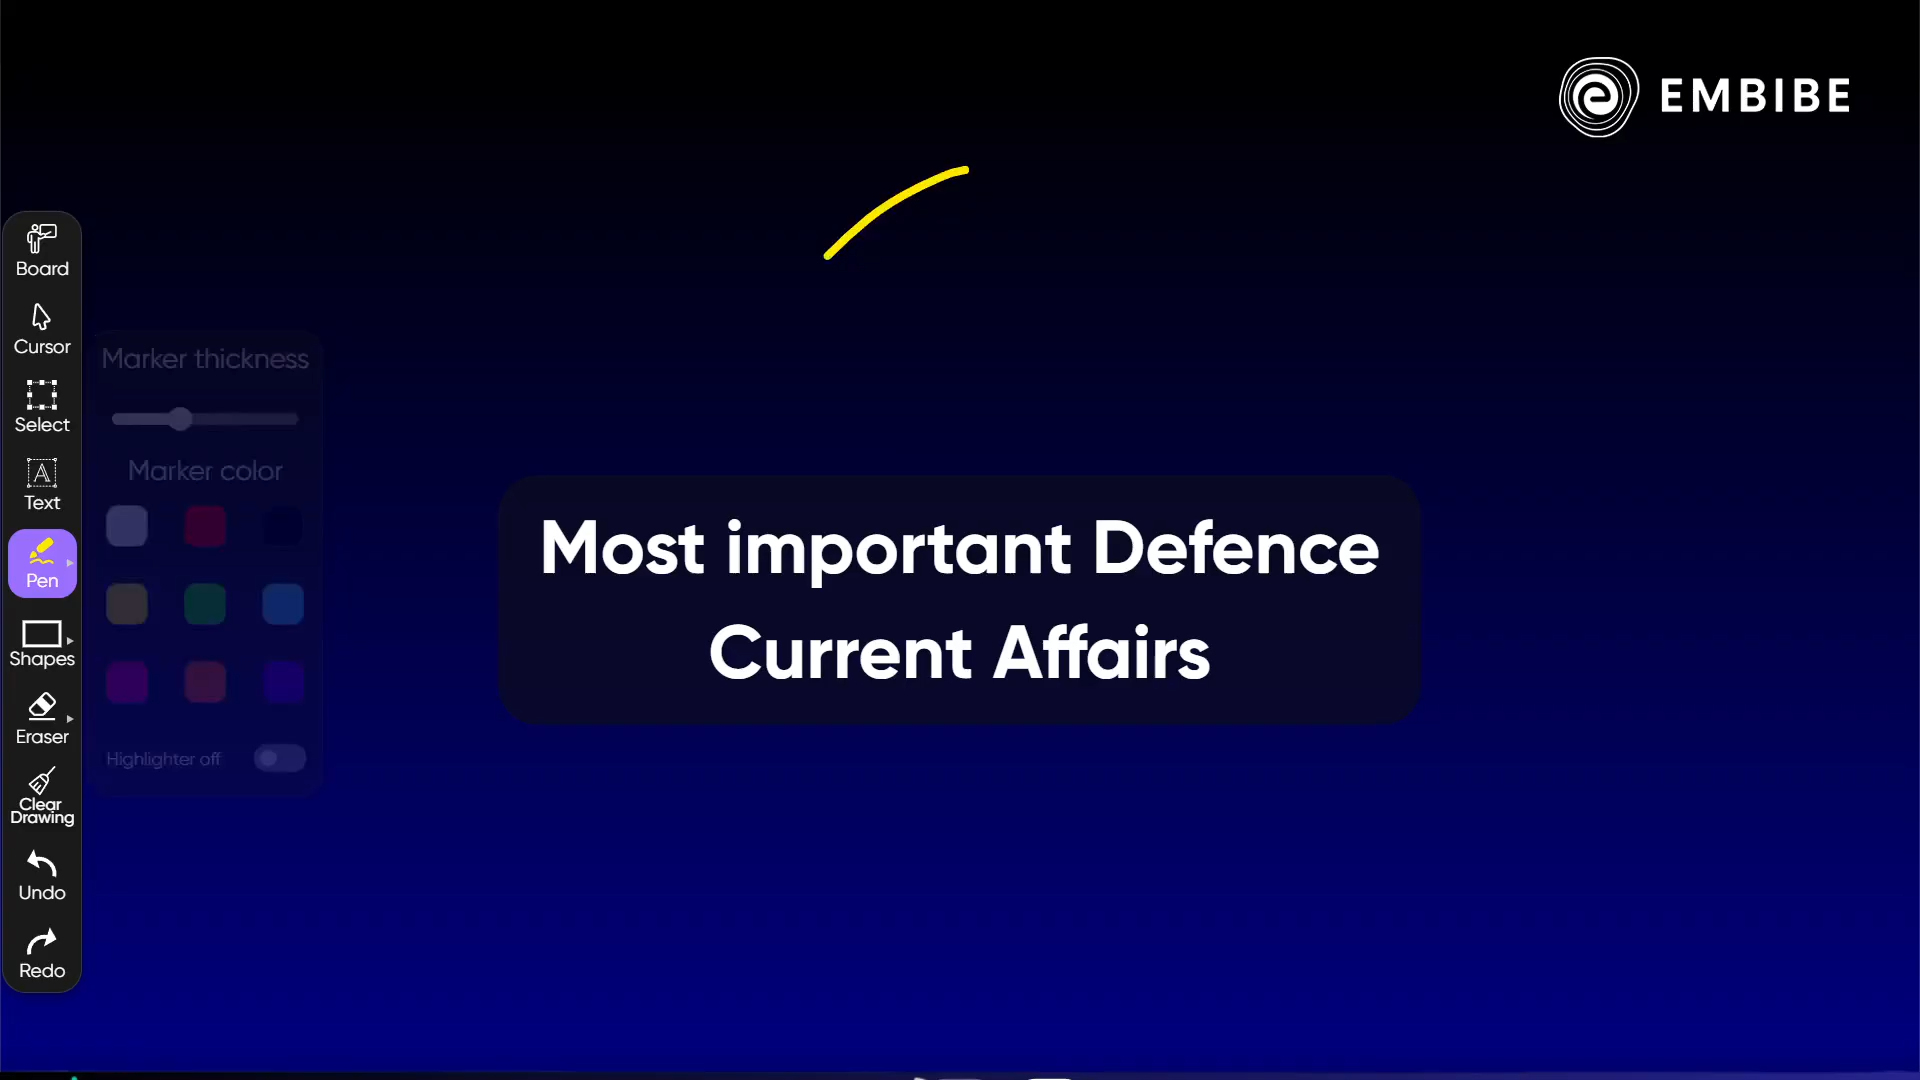 EMBIBE
Board
Cursor
Select
A
Text
Pen
Shapes
Eraser
Clear
Drawing
Undo
Redo
Marker thickness
Marker color
Highlighter off
Most important Defence
Current Affairs